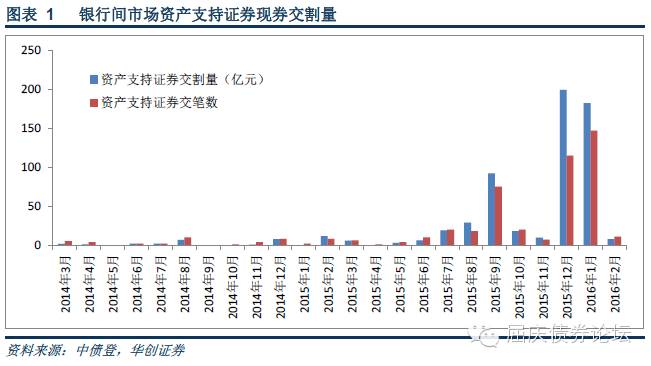 图表 1 银行间市场资产支持证券现券交割量
250
200
150
100
50
0
资产支持证券交割量（亿元）
资产支持证券交笔数
2014年3月
2014年4月
2014年5月
2014年6月
2014年7月
2014年8月
2014年9月
2014年10月
2014年11月
2014年12月
2015年1月
2015年2月
2015年3月
2015年4月
2015年5月
2015年6月
2015年7月
2015年8月
2015年9月
2015年10月
2015年11月
2015年12月
2016年1月
2016年2月
屈庆债券论坛
资料来源：中债登，华创证券